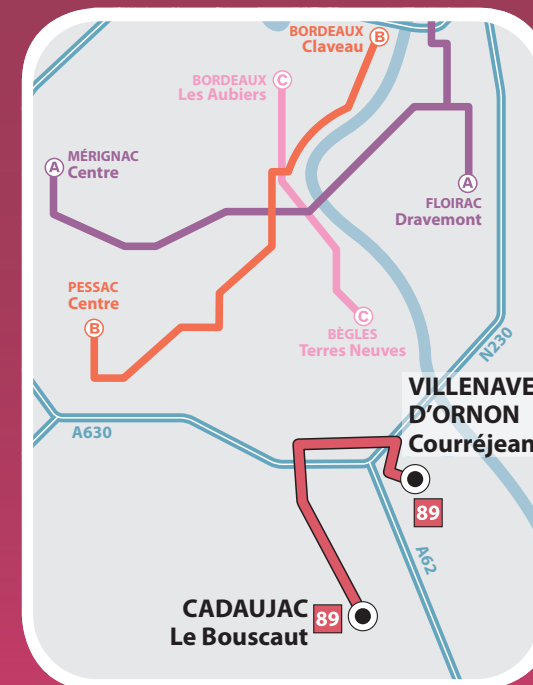 BORDEAUX
Claveau
B
BORDEAUX
Les Aubiers
C
MÉRIGNAC
Centre
A
A
FLOIRAC
Dravemont
PESSAC
Centre
B
C
BÈGLES
Terres Neuves
N230
VILLENAVE
D'ORNON
Courréjean
A630
89
A62
CADAUJAC
Le Bouscaut
89